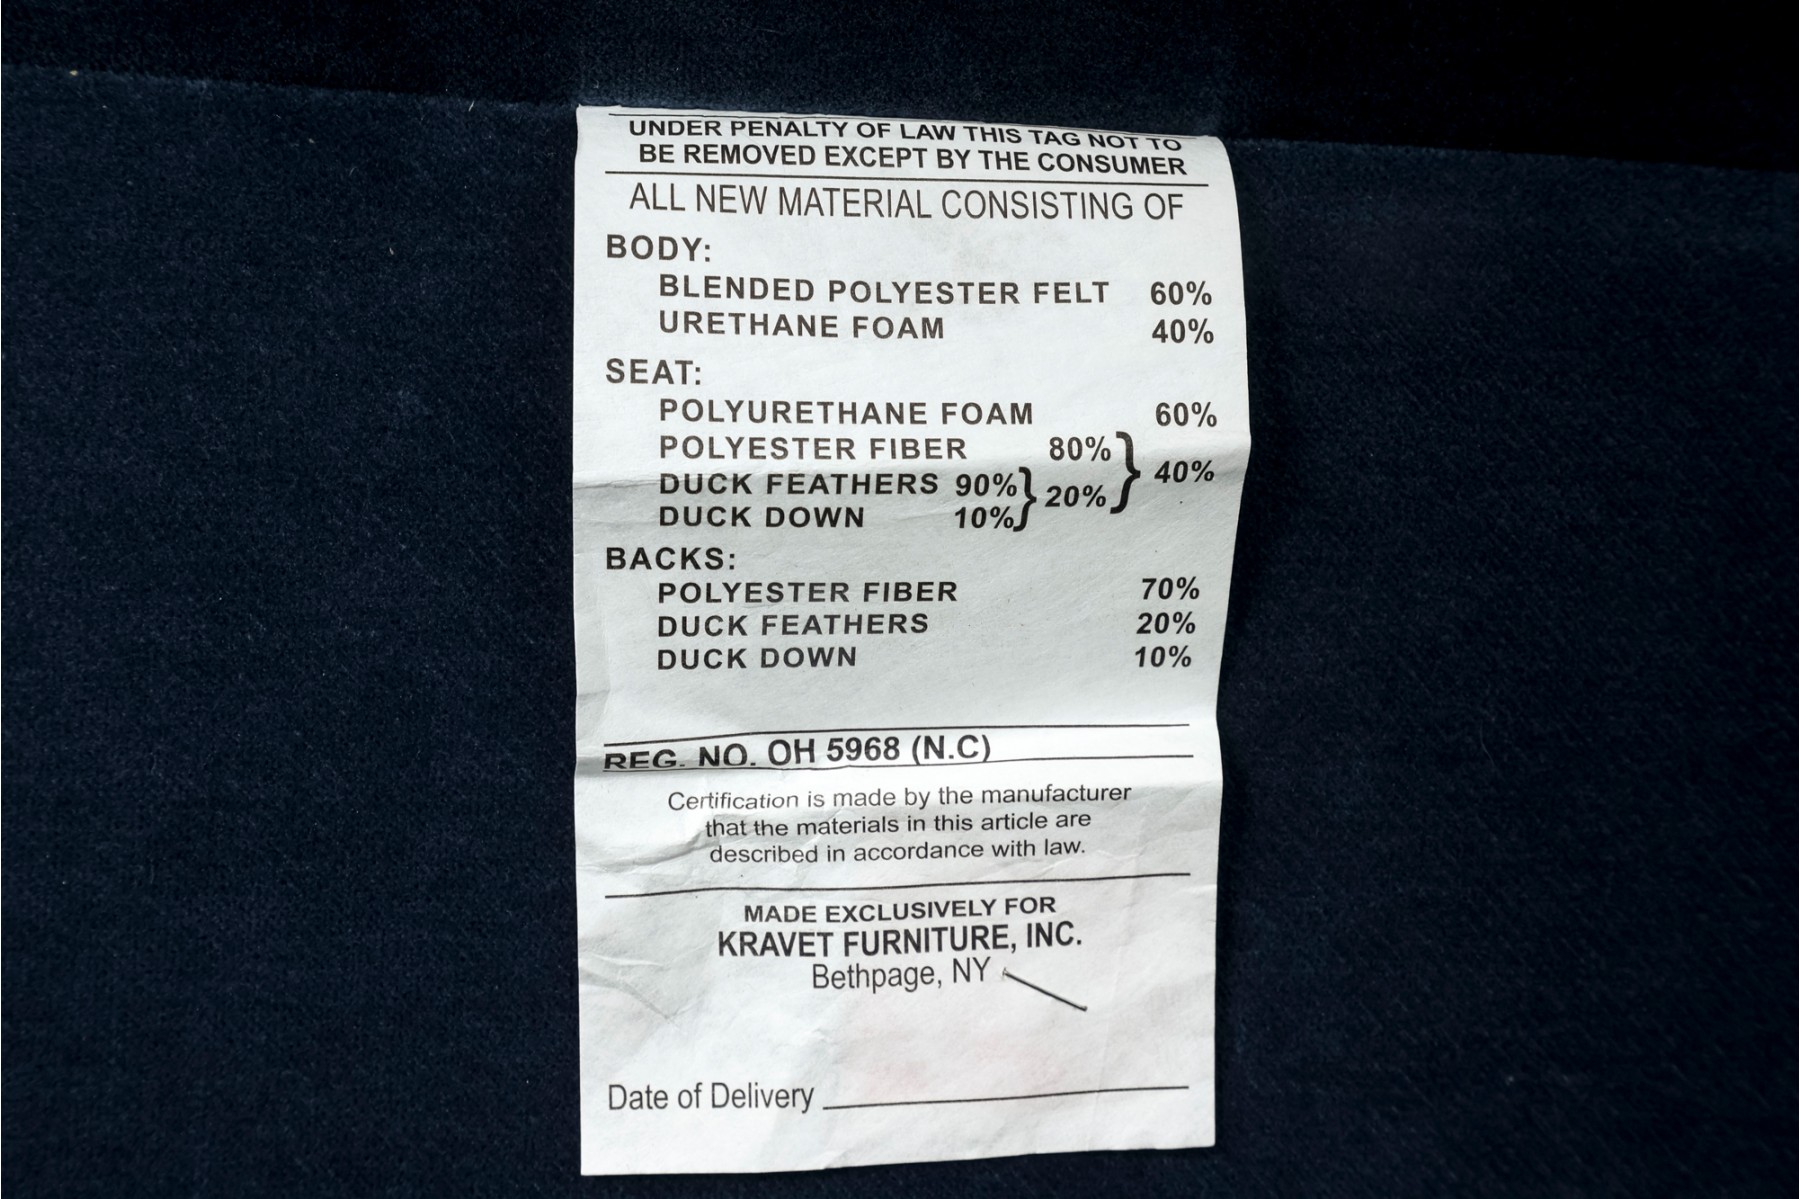 UNDER PENALTY OF LAW THIS TAG NOT TO
BE REMOVED EXCEPT BY THE CONSUMER
ALL NEW MATERIAL CONSISTING OF
BODY:
BLENDED POLYESTER FELT 60%
URETHANE FOAM 40%
SEAT:
POLYURETHANE FOAM 60%
POLYESTER FIBER 80%
DUCK FEATHERS 90% } 20% } 40%
DUCK DOWN 10%
BACKS:
POLYESTER FIBER 70%
DUCK FEATHERS 20%
DUCK DOWN 10%
REG. NO. OH 5968 (N.C)
Certification is made by the manufacturer
that the materials in this article are
described in accordance with law.
MADE EXCLUSIVELY FOR
KRAVET FURNITURE, INC.
Bethpage, NY
Date of Delivery